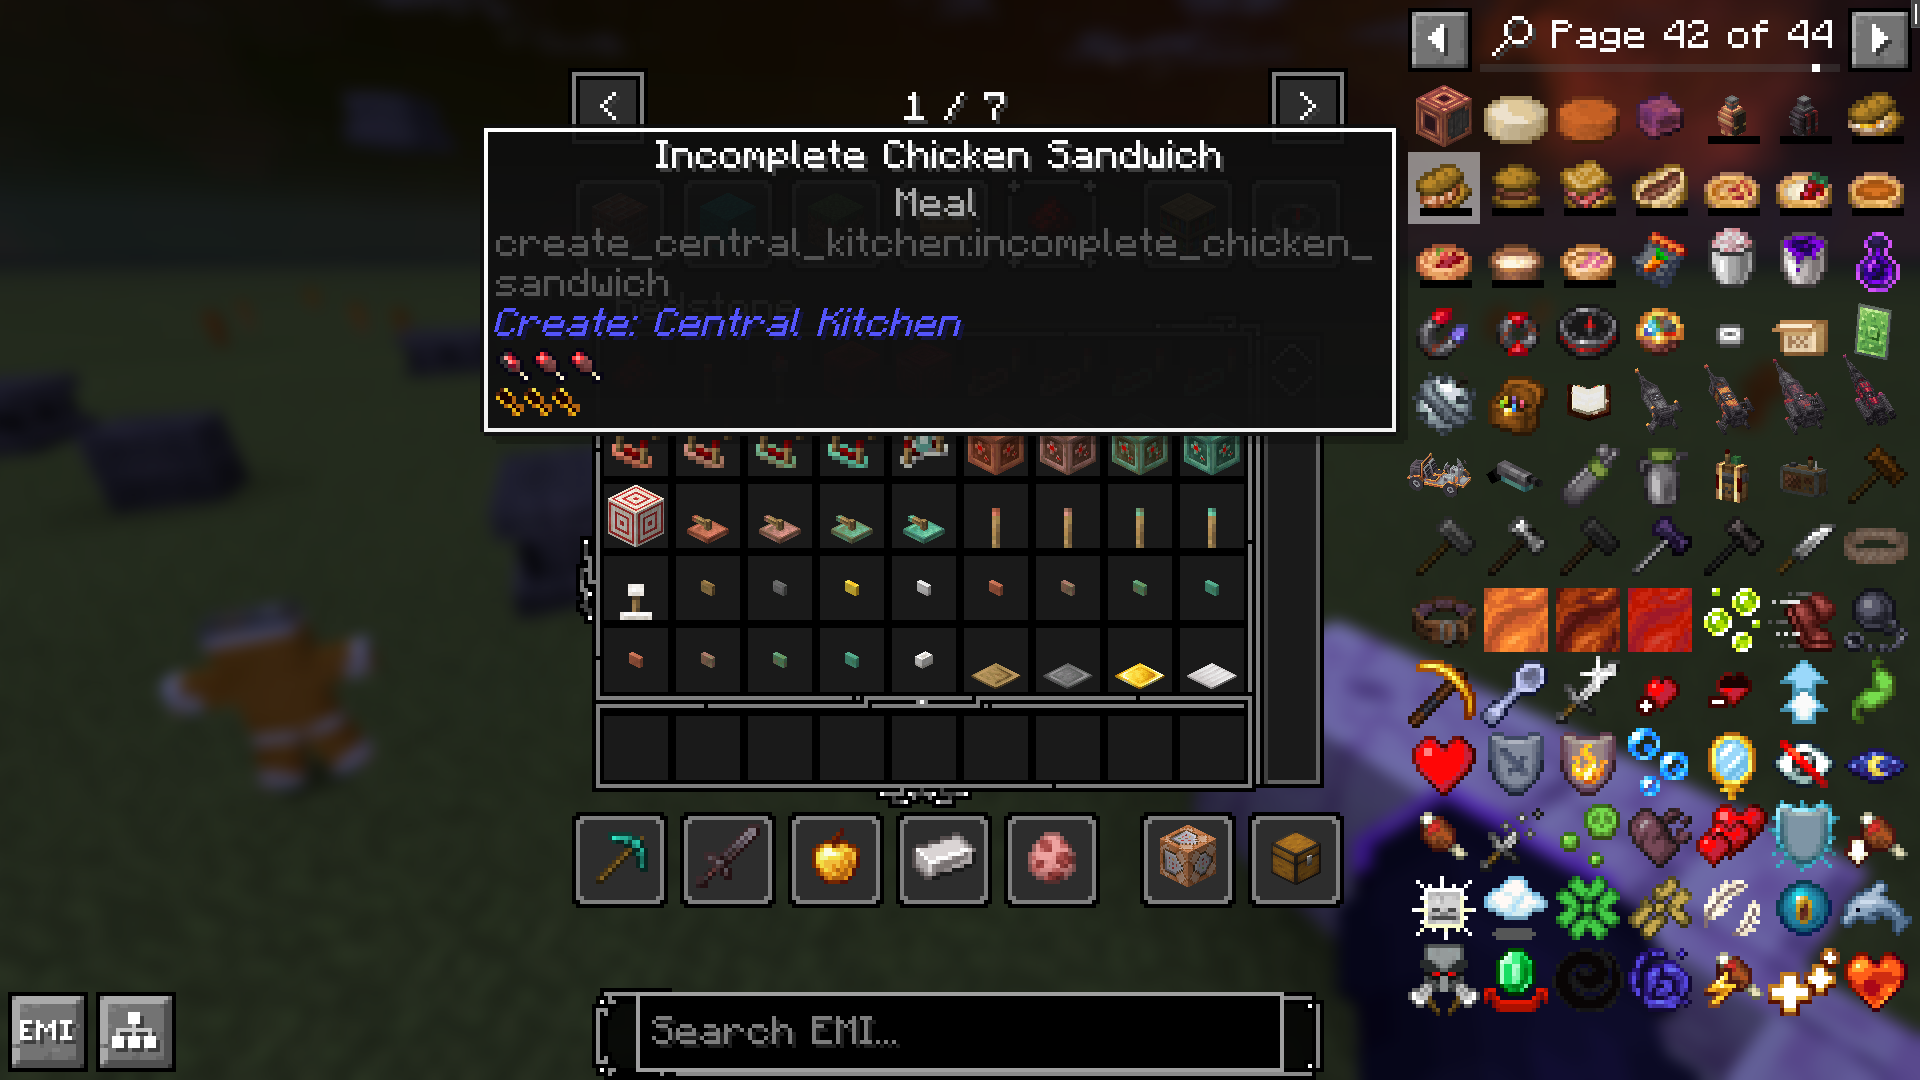 Page 42 of 44
< 1 / 7 >
Incomplete Chicken Sandwich
Meal
create_central_kitchen:incomplete_chicken_
sandwich
Create: Central Kitchen
EMI
Search EMI...